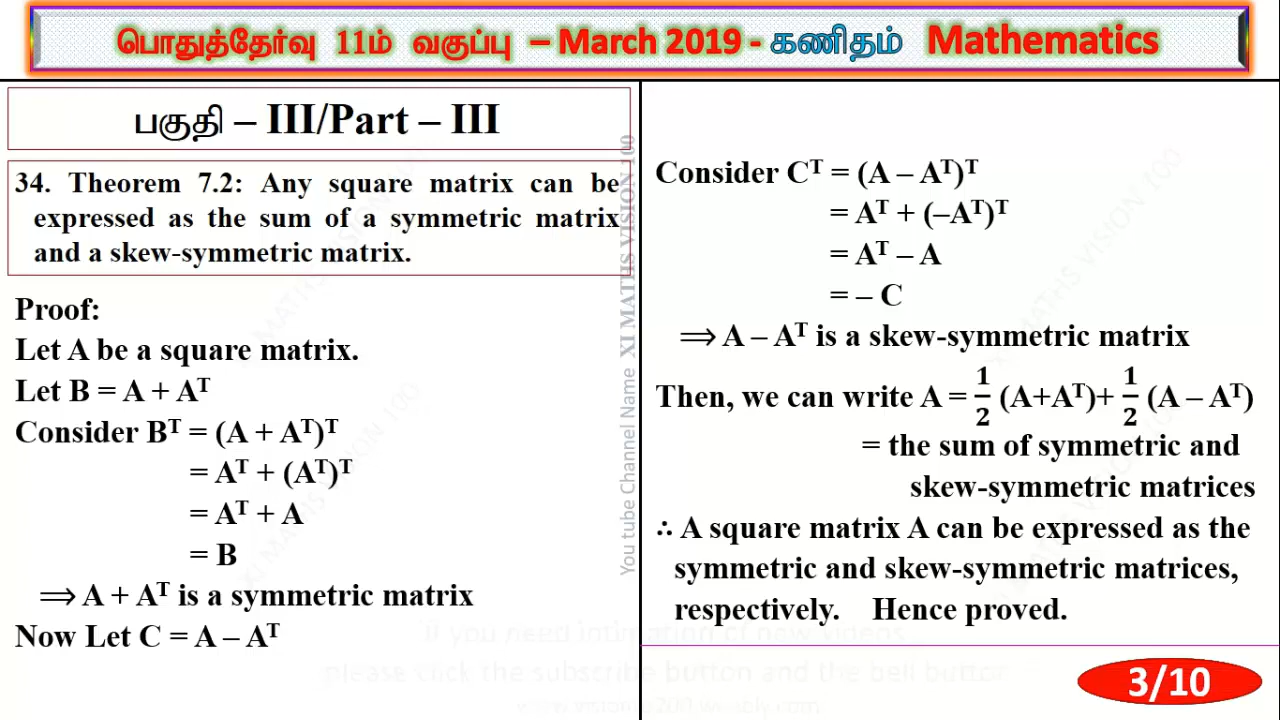 பொதுத்தேர்வு 11ம் வகுப்பு – March 2019 - கணிதம் Mathematics
பகுதி – III/Part – III
34. Theorem 7.2: Any square matrix can be
expressed as the sum of a symmetric matrix
and a skew-symmetric matrix.
Proof:
Let A be a square matrix.
Let B = A + Aᵀ
Consider Bᵀ = (A + Aᵀ)ᵀ
= Aᵀ + (Aᵀ)ᵀ
= Aᵀ + A
= B
⟹ A + Aᵀ is a symmetric matrix
Now Let C = A – Aᵀ
You tube Channel Name XI MATHS VISION 100
Consider Cᵀ = (A – Aᵀ)ᵀ
= Aᵀ + (–Aᵀ)ᵀ
= Aᵀ – A
= – C
⟹ A – Aᵀ is a skew-symmetric matrix
Then, we can write A = 1/2 (A+Aᵀ)+ 1/2 (A – Aᵀ)
= the sum of symmetric and
skew-symmetric matrices
∴ A square matrix A can be expressed as the
symmetric and skew-symmetric matrices,
respectively. Hence proved.
if you need intimation of new videos
please click the subscribe button and the bell button
3/10